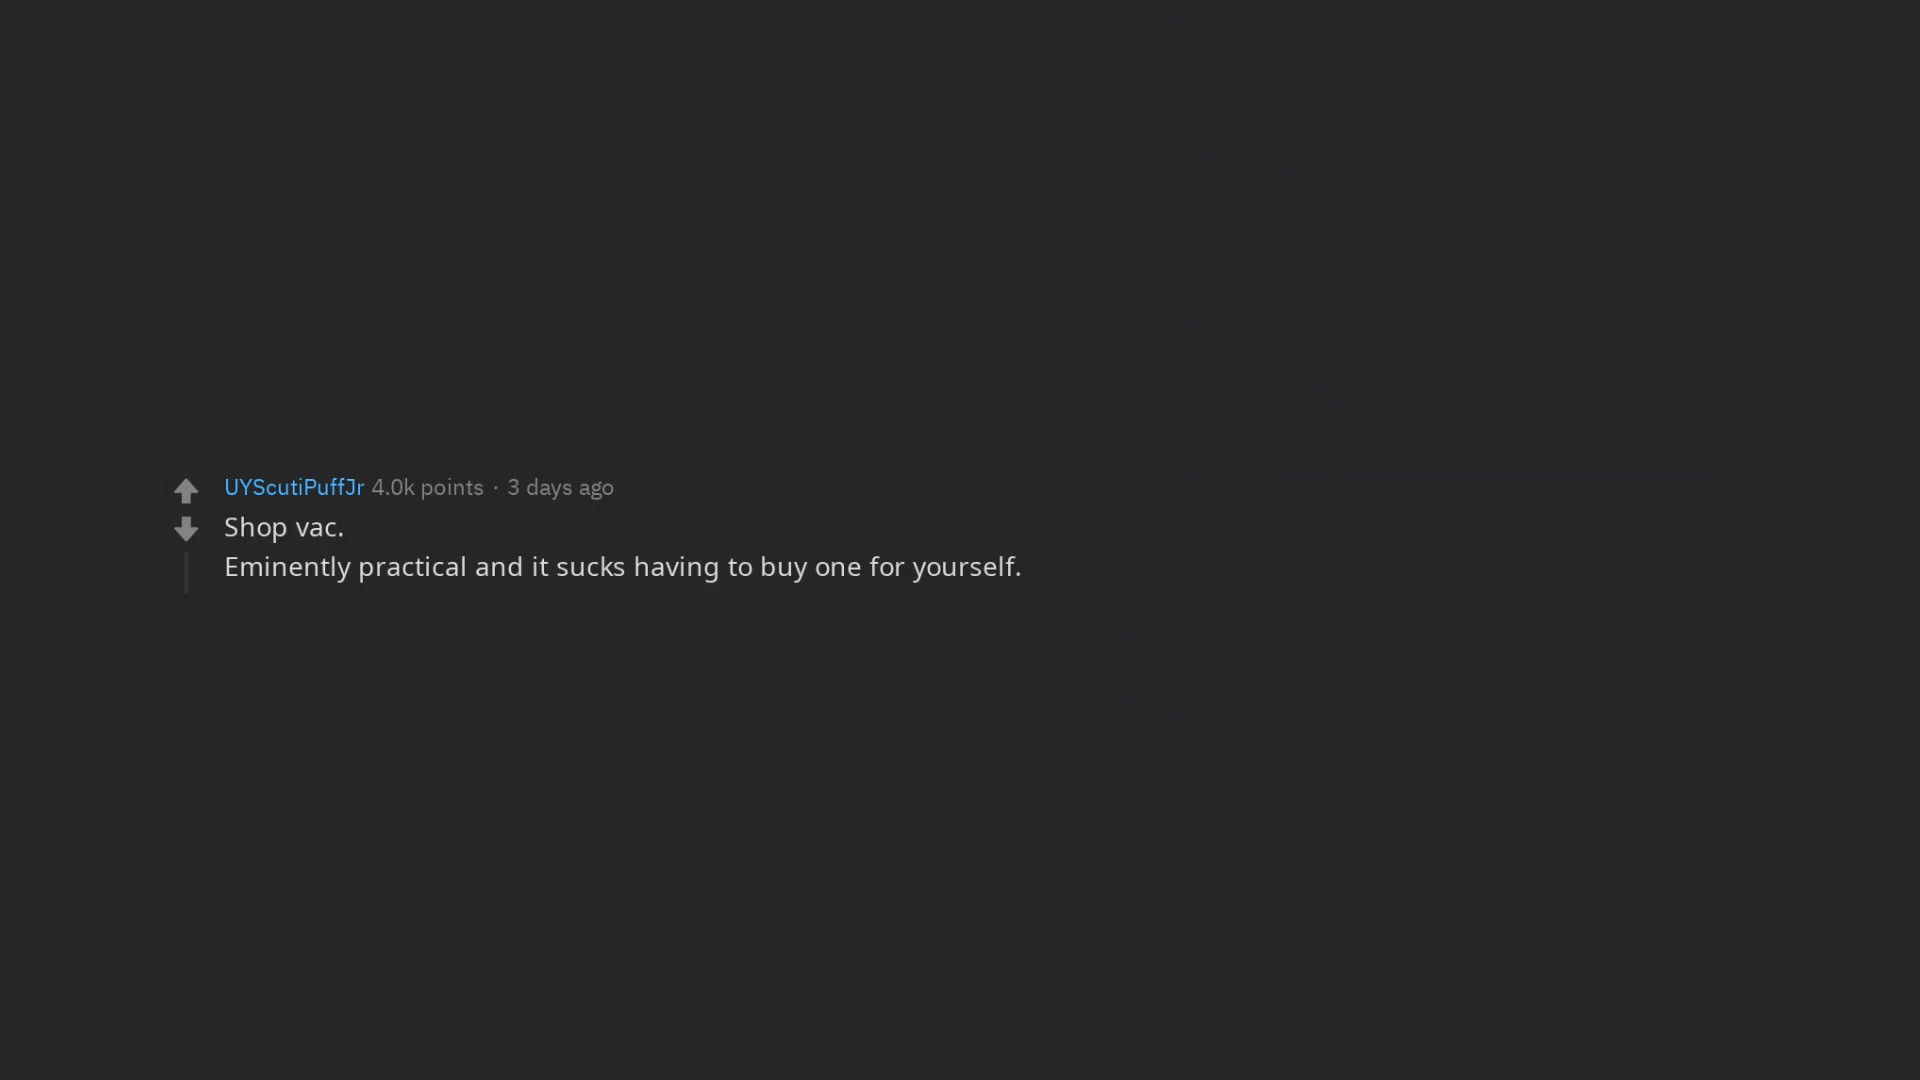 UYScutiPuffJr 4.0k points · 3 days ago
Shop vac.
Eminently practical and it sucks having to buy one for yourself.